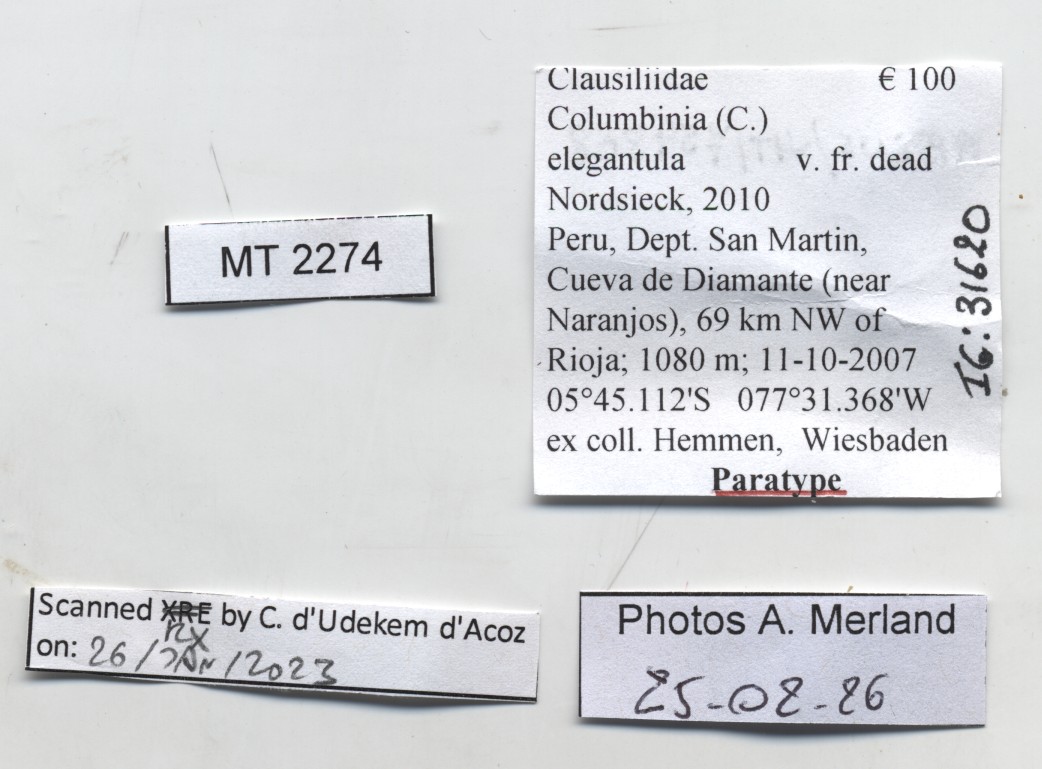 MT 2274
Clausiliidae € 100
Columbinia (C.)
elegantula v. fr. dead
Nordsieck, 2010
Peru, Dept. San Martin,
Cueva de Diamante (near
Naranjos), 69 km NW of
Rioja; 1080 m; 11-10-2007
05°45.112'S 077°31.368'W
ex coll. Hemmen, Wiesbaden
Paratype
IG: 31620
Scanned XRE by C. d'Udekem d'Acoz
RX
on: 26/JAN/2023
Photos A. Merland
25-02-26